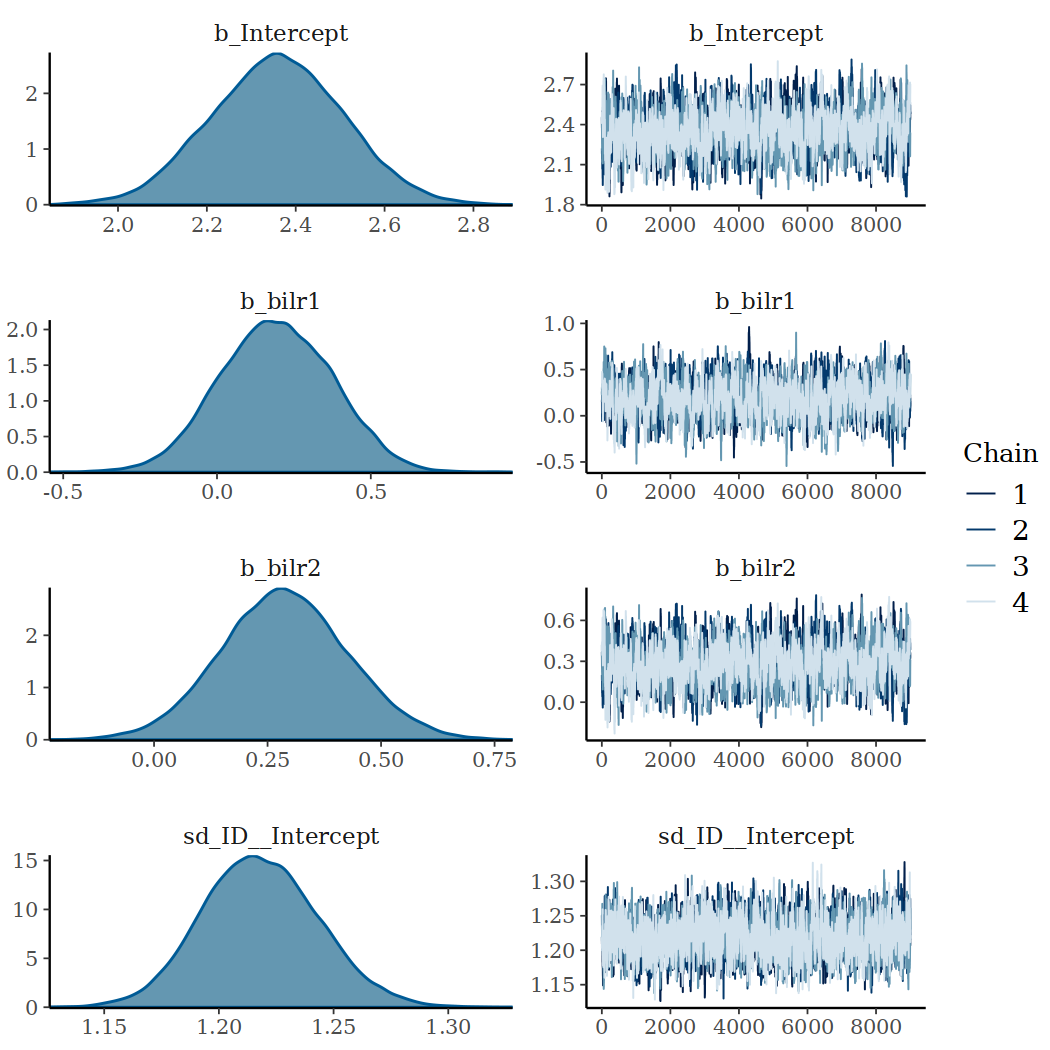 b_Intercept b_Intercept
2 1 0
2.0 2.2 2.4 2.6 2.8
2.7 2.4 2.1 1.8
0 2000 4000 6000 8000
b_bilr1 b_bilr1
2.0 1.5 1.0 0.5 0.0
-0.5 0.0 0.5
1.0 0.5 0.0 -0.5
0 2000 4000 6000 8000
b_bilr2 b_bilr2
2 1 0
0.00 0.25 0.50 0.75
0.6 0.3 0.0
0 2000 4000 6000 8000
sd_ID__Intercept sd_ID__Intercept
15 10 5 0
1.15 1.20 1.25 1.30
1.30 1.25 1.20 1.15
0 2000 4000 6000 8000
Chain
1
2
3
4